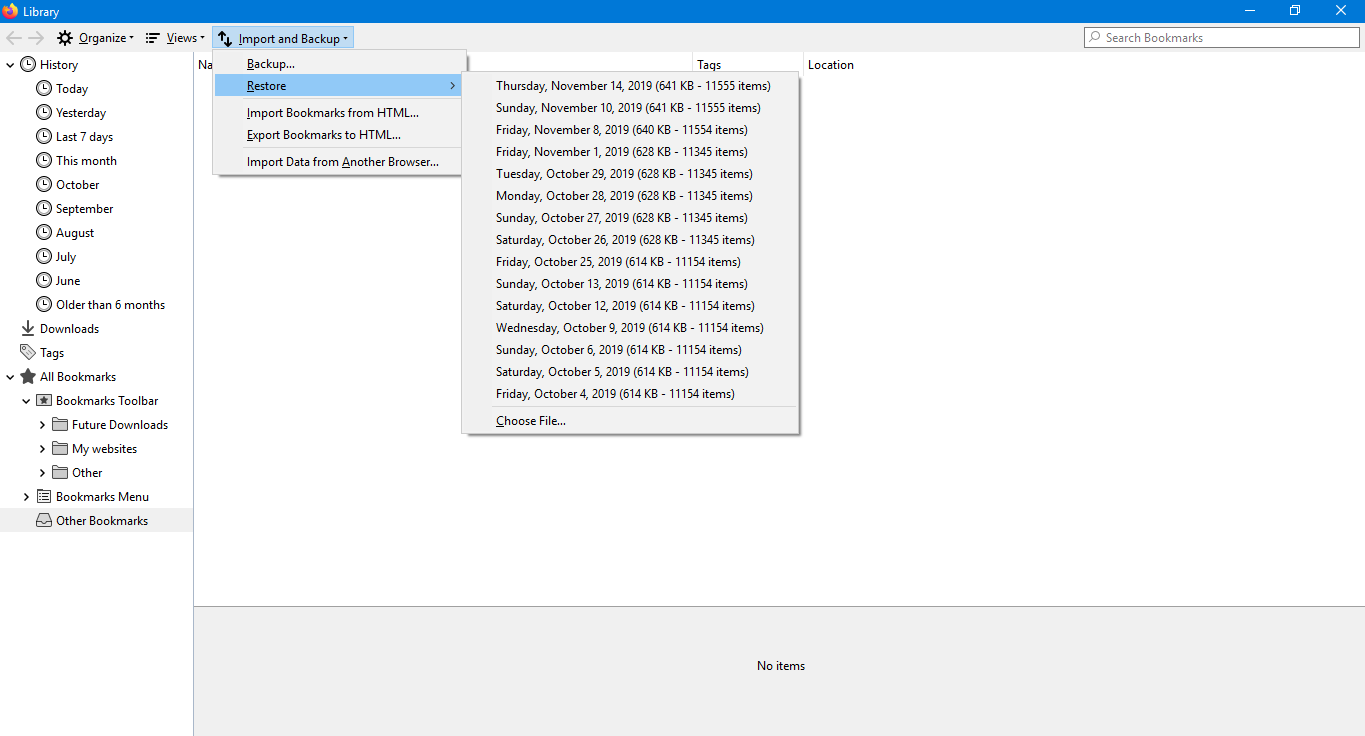 Library
Organize
Views
Import and Backup
Search Bookmarks
History
Today
Yesterday
Last 7 days
This month
October
September
August
July
June
Older than 6 months
Downloads
Tags
All Bookmarks
Bookmarks Toolbar
Future Downloads
My websites
Other
Bookmarks Menu
Other Bookmarks
Na
Tags
Location
Backup...
Restore
Import Bookmarks from HTML...
Export Bookmarks to HTML...
Import Data from Another Browser...
Thursday, November 14, 2019 (641 KB - 11555 items)
Sunday, November 10, 2019 (641 KB - 11555 items)
Friday, November 8, 2019 (640 KB - 11554 items)
Friday, November 1, 2019 (628 KB - 11345 items)
Tuesday, October 29, 2019 (628 KB - 11345 items)
Monday, October 28, 2019 (628 KB - 11345 items)
Sunday, October 27, 2019 (628 KB - 11345 items)
Saturday, October 26, 2019 (628 KB - 11345 items)
Friday, October 25, 2019 (614 KB - 11154 items)
Sunday, October 13, 2019 (614 KB - 11154 items)
Saturday, October 12, 2019 (614 KB - 11154 items)
Wednesday, October 9, 2019 (614 KB - 11154 items)
Sunday, October 6, 2019 (614 KB - 11154 items)
Saturday, October 5, 2019 (614 KB - 11154 items)
Friday, October 4, 2019 (614 KB - 11154 items)
Choose File...
No items